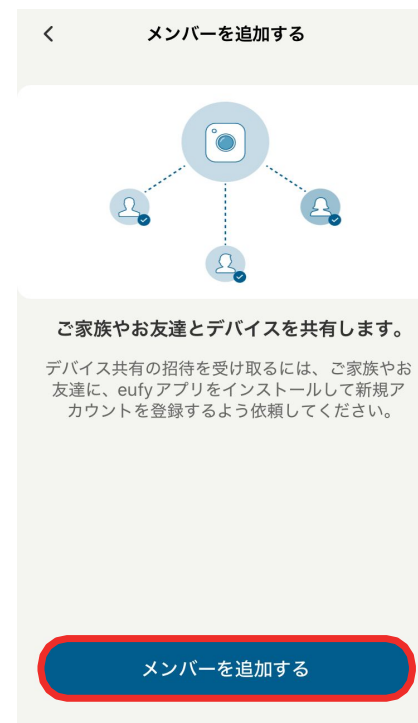 メンバーを追加する
ご家族やお友達とデバイスを共有します。
デバイス共有の招待を受け取るには、ご家族やお
友達に、eufyアプリをインストールして新規ア
カウントを登録するよう依頼してください。
メンバーを追加する